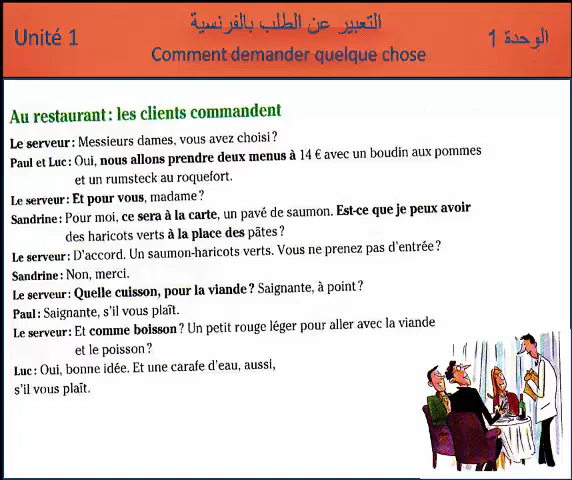 التعبير عن الطلب بالفرنسية
Unité 1
الوحدة 1
Comment demander quelque chose
Au restaurant : les clients commandent
Le serveur : Messieurs dames, vous avez choisi ?
Paul et Luc : Oui, nous allons prendre deux menus à 14 € avec un boudin aux pommes
et un rumsteck au roquefort.
Le serveur : Et pour vous, madame ?
Sandrine : Pour moi, ce sera à la carte, un pavé de saumon. Est-ce que je peux avoir
des haricots verts à la place des pâtes ?
Le serveur : D'accord. Un saumon-haricots verts. Vous ne prenez pas d'entrée ?
Sandrine : Non, merci.
Le serveur : Quelle cuisson, pour la viande ? Saignante, à point ?
Paul : Saignante, s'il vous plaît.
Le serveur : Et comme boisson ? Un petit rouge léger pour aller avec la viande
et le poisson ?
Luc : Oui, bonne idée. Et une carafe d'eau, aussi,
s'il vous plaît.